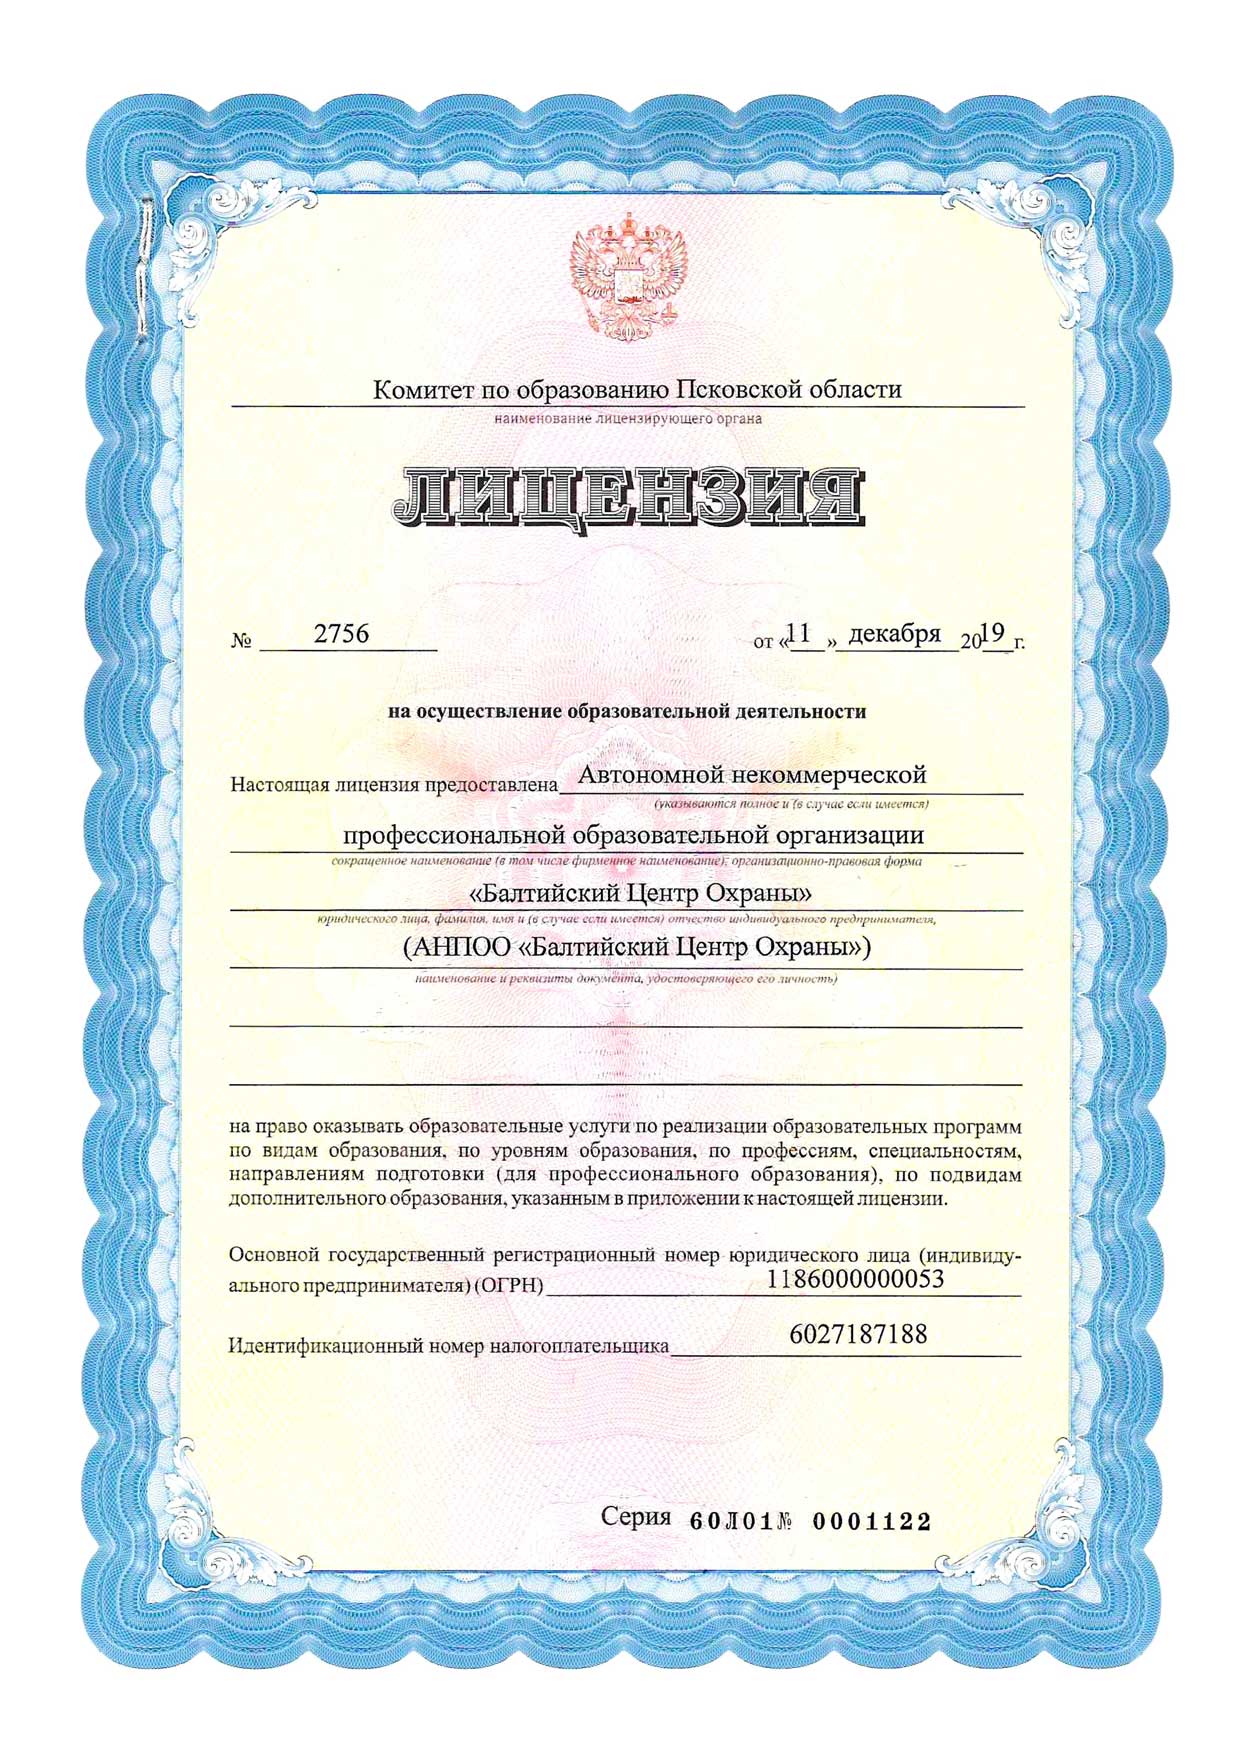 Комитет по образованию Псковской области
наименование лицензирующего органа
ЛИЦЕНЗИЯ
№ 2756 от «11» декабря 2019 г.
на осуществление образовательной деятельности
Настоящая лицензия предоставлена Автономной некоммерческой
(указываются полное и (в случае если имеется)
профессиональной образовательной организации
сокращенное наименование (в том числе фирменное наименование), организационно-правовая форма
«Балтийский Центр Охраны»
юридического лица, фамилия, имя и (в случае если имеется) отчество индивидуального предпринимателя,
(АНПОО «Балтийский Центр Охраны»)
наименование и реквизиты документа, удостоверяющего его личность)
на право оказывать образовательные услуги по реализации образовательных программ
по видам образования, по уровням образования, по профессиям, специальностям,
направлениям подготовки (для профессионального образования), по подвидам
дополнительного образования, указанным в приложении к настоящей лицензии.
Основной государственный регистрационный номер юридического лица (индивиду-
ального предпринимателя) (ОГРН) 1186000000053
Идентификационный номер налогоплательщика 6027187188
Серия 60Л01 № 0001122